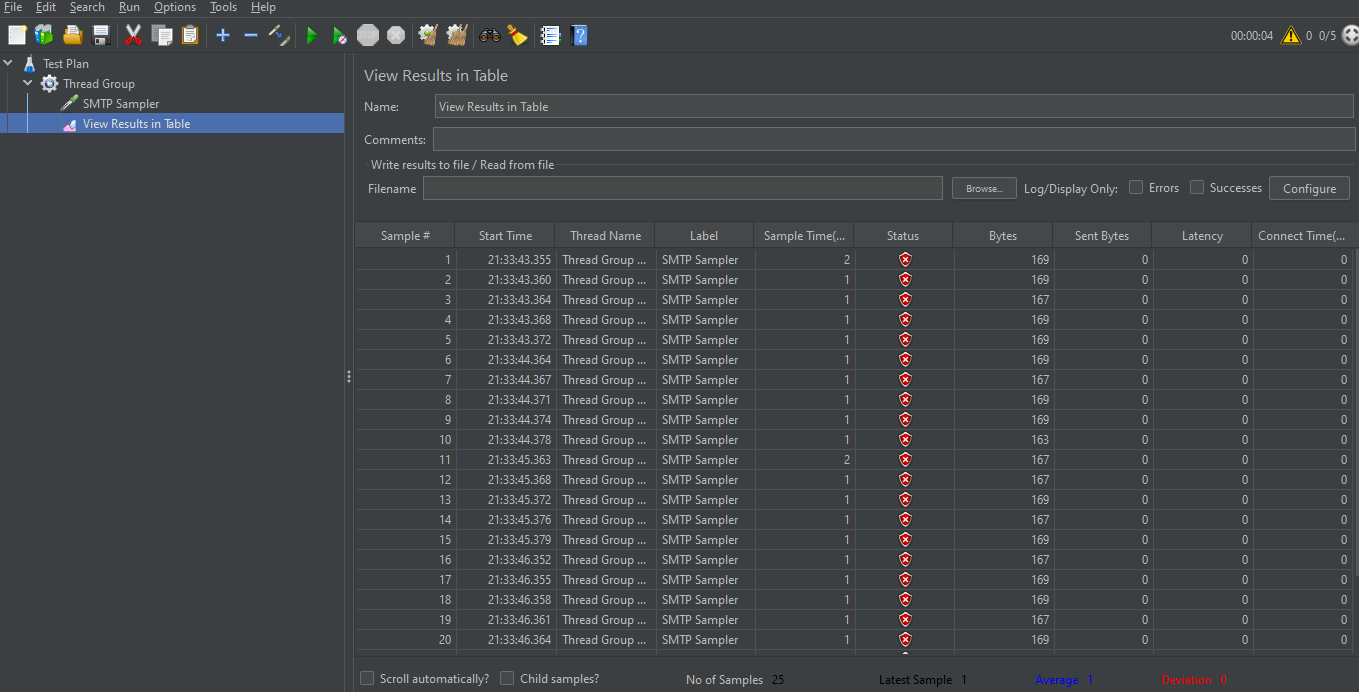 File Edit Search Run Options Tools Help
STOP
00:00:04 0 0/5
Test Plan
Thread Group
SMTP Sampler
View Results in Table
View Results in Table
Name: View Results in Table
Comments:
Write results to file / Read from file
Filename Browse... Log/Display Only: Errors Successes Configure
Sample # Start Time Thread Name Label Sample Time(... Status Bytes Sent Bytes Latency Connect Time(...
1 21:33:43.355 Thread Group ... SMTP Sampler 2 169 0 0 0
2 21:33:43.360 Thread Group ... SMTP Sampler 1 169 0 0 0
3 21:33:43.364 Thread Group ... SMTP Sampler 1 167 0 0 0
4 21:33:43.368 Thread Group ... SMTP Sampler 1 169 0 0 0
5 21:33:43.372 Thread Group ... SMTP Sampler 1 169 0 0 0
6 21:33:44.364 Thread Group ... SMTP Sampler 1 169 0 0 0
7 21:33:44.367 Thread Group ... SMTP Sampler 1 167 0 0 0
8 21:33:44.371 Thread Group ... SMTP Sampler 1 169 0 0 0
9 21:33:44.374 Thread Group ... SMTP Sampler 1 169 0 0 0
10 21:33:44.378 Thread Group ... SMTP Sampler 1 163 0 0 0
11 21:33:45.363 Thread Group ... SMTP Sampler 2 167 0 0 0
12 21:33:45.368 Thread Group ... SMTP Sampler 1 167 0 0 0
13 21:33:45.372 Thread Group ... SMTP Sampler 1 169 0 0 0
14 21:33:45.376 Thread Group ... SMTP Sampler 1 167 0 0 0
15 21:33:45.379 Thread Group ... SMTP Sampler 1 169 0 0 0
16 21:33:46.352 Thread Group ... SMTP Sampler 1 167 0 0 0
17 21:33:46.355 Thread Group ... SMTP Sampler 1 169 0 0 0
18 21:33:46.358 Thread Group ... SMTP Sampler 1 169 0 0 0
19 21:33:46.361 Thread Group ... SMTP Sampler 1 167 0 0 0
20 21:33:46.364 Thread Group ... SMTP Sampler 1 169 0 0 0
Scroll automatically? Child samples? No of Samples 25 Latest Sample 1 Average 1 Deviation 0